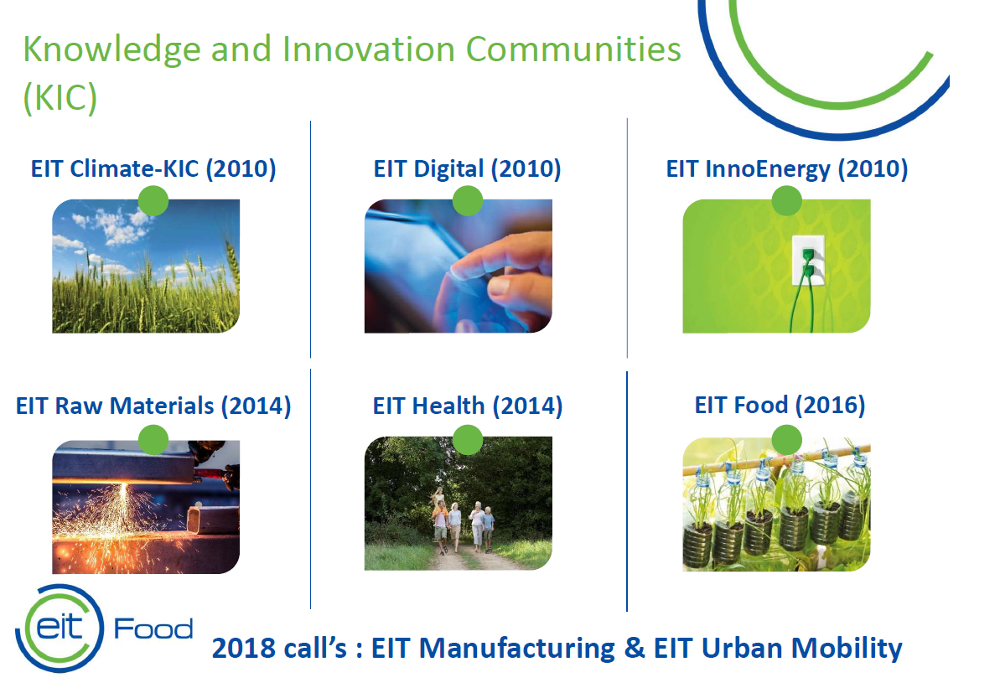 Knowledge and Innovation Communities
(KIC)
EIT Climate-KIC (2010)
EIT Digital (2010)
EIT InnoEnergy (2010)
EIT Raw Materials (2014)
EIT Health (2014)
EIT Food (2016)
eit Food
2018 call’s : EIT Manufacturing & EIT Urban Mobility